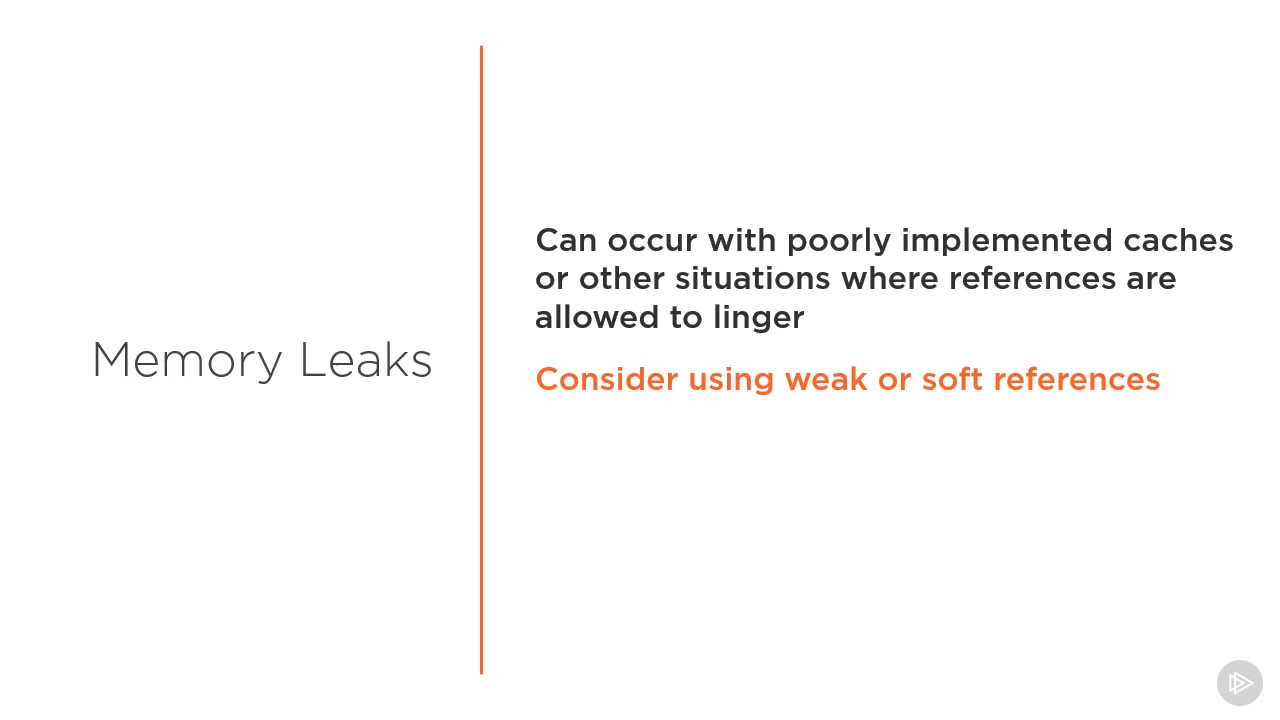 Memory Leaks
Can occur with poorly implemented caches
or other situations where references are
allowed to linger
Consider using weak or soft references